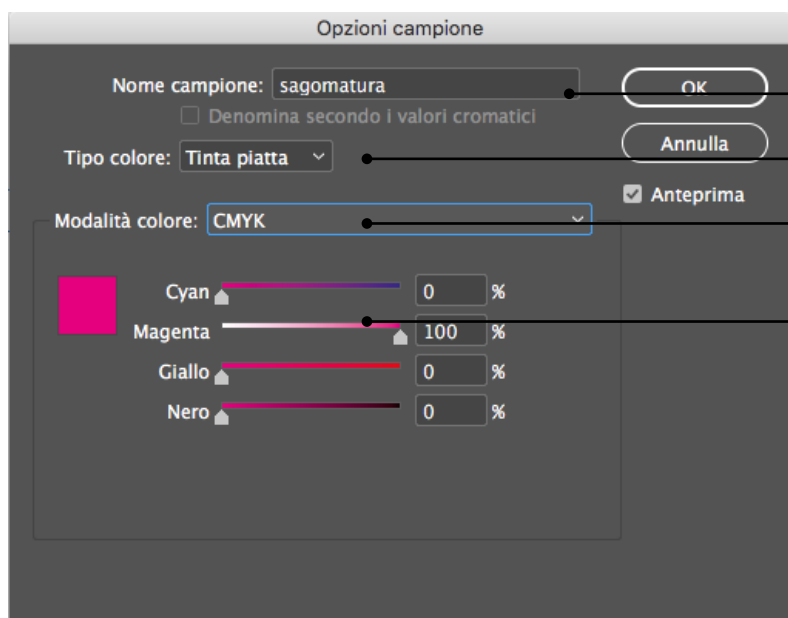 Opzioni campione
Nome campione: sagomatura
OK
Denomina secondo i valori cromatici
Annulla
Tipo colore: Tinta piatta
Anteprima
Modalità colore: CMYK
Cyan 0 %
Magenta 100 %
Giallo 0 %
Nero 0 %